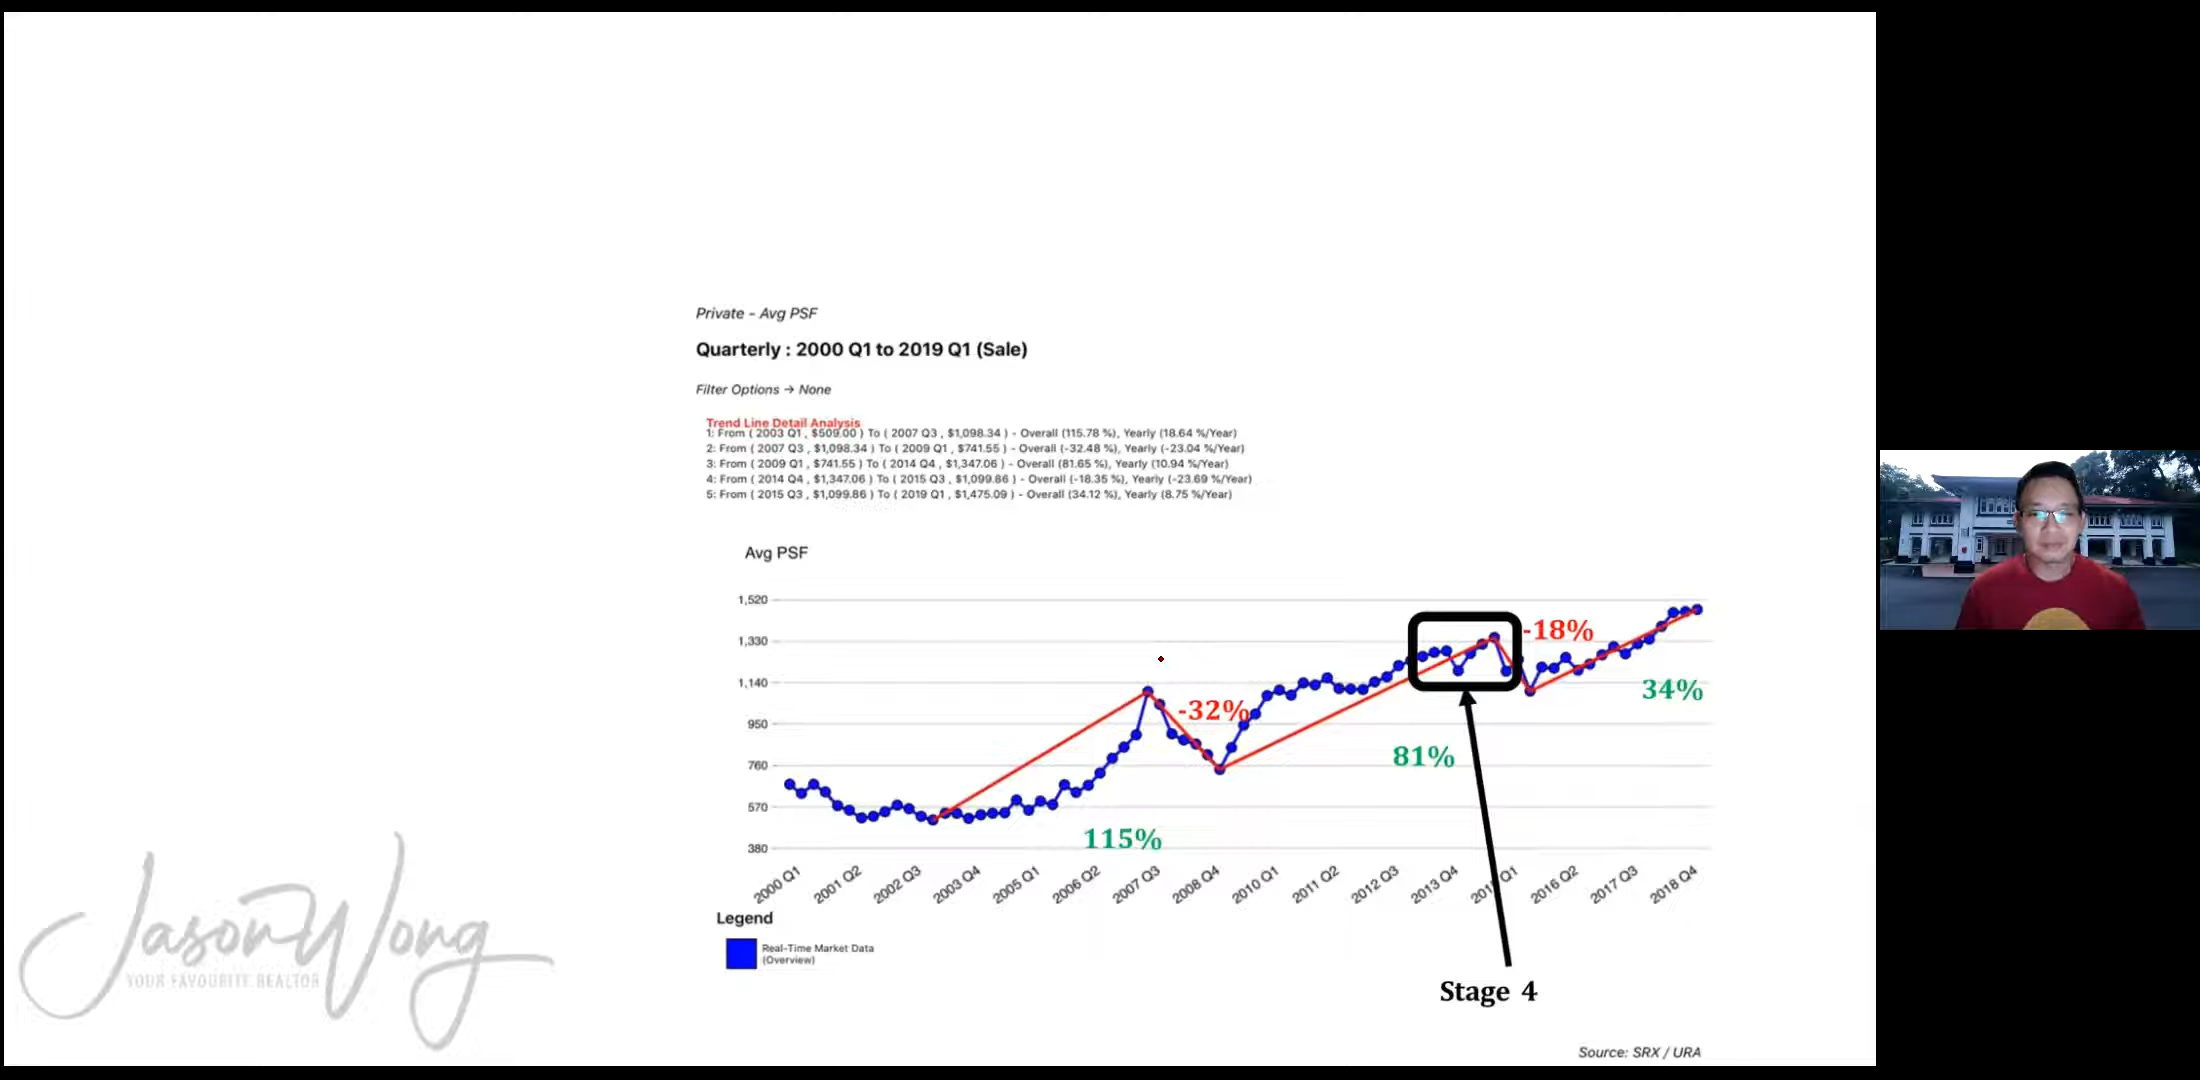 Private - Avg PSF
Quarterly : 2000 Q1 to 2019 Q1 (Sale)
Filter Options → None
Trend Line Detail Analysis
1: From ( 2003 Q1 , $509.00 ) To ( 2007 Q3 , $1,098.34 ) - Overall (115.78 %), Yearly (18.64 %/Year)
2: From ( 2007 Q3 , $1,098.34 ) To ( 2009 Q1 , $741.55 ) - Overall (-32.48 %), Yearly (-23.04 %/Year)
3: From ( 2009 Q1 , $741.55 ) To ( 2014 Q4 , $1,347.06 ) - Overall (81.65 %), Yearly (10.94 %/Year)
4: From ( 2014 Q4 , $1,347.06 ) To ( 2015 Q3 , $1,099.86 ) - Overall (-18.35 %), Yearly (-23.69 %/Year)
5: From ( 2015 Q3 , $1,099.86 ) To ( 2019 Q1 , $1,475.09 ) - Overall (34.12 %), Yearly (8.75 %/Year)
Avg PSF
1,520
1,330
1,140
950
760
570
380
-18%
34%
-32%
81%
115%
2000 Q1
2001 Q2
2002 Q3
2003 Q4
2005 Q1
2006 Q2
2007 Q3
2008 Q4
2010 Q1
2011 Q2
2012 Q3
2013 Q4
2015 Q1
2016 Q2
2017 Q3
2018 Q4
Legend
Real-Time Market Data
(Overview)
Stage 4
Source: SRX / URA
Jason Wong
YOUR FAVOURITE REALTOR